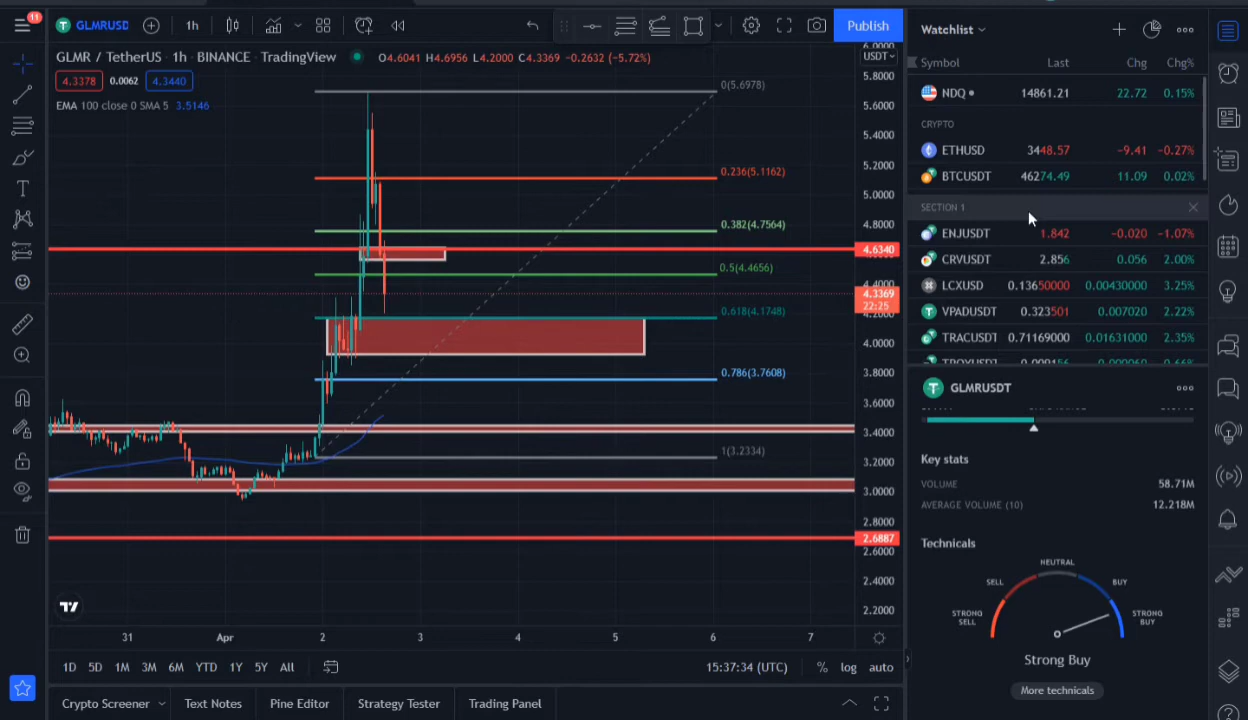 11
GLMRUSD
1h
Publish
GLMR / TetherUS · 1h · BINANCE · TradingView
O4.6041 H4.6956 L4.2000 C4.3369 -0.2632 (-5.72%)
4.3378 0.0062 4.3440
EMA 100 close 0 SMA 5 3.5146
USDT
5.8000
5.6000
5.4000
5.2000
5.0000
4.8000
4.6340
4.4000
4.3369
22:25
4.2000
4.0000
3.8000
3.6000
3.4000
3.2000
3.0000
2.8000
2.6887
2.6000
2.4000
2.2000
0(5.6978)
0.236(5.1162)
0.382(4.7564)
0.5(4.4656)
0.618(4.1748)
0.786(3.7608)
1(3.2334)
31 Apr 2 3 4 5 6 7
1D 5D 1M 3M 6M YTD 1Y 5Y All
15:37:34 (UTC) % log auto
Crypto Screener Text Notes Pine Editor Strategy Tester Trading Panel
Watchlist
Symbol Last Chg Chg%
NDQ 14861.21 22.72 0.15%
CRYPTO
ETHUSD 3448.57 -9.41 -0.27%
BTCUSDT 46274.49 11.09 0.02%
SECTION 1
ENJUSDT 1.842 -0.020 -1.07%
CRVUSDT 2.856 0.056 2.00%
LCXUSD 0.13650000 0.00430000 3.25%
VPADUSDT 0.323501 0.007020 2.22%
TRACUSDT 0.71169000 0.01631000 2.35%
GLMRUSDT
Key stats
VOLUME 58.71M
AVERAGE VOLUME (10) 12.218M
Technicals
NEUTRAL
SELL BUY
STRONG SELL
STRONG BUY
Strong Buy
More technicals